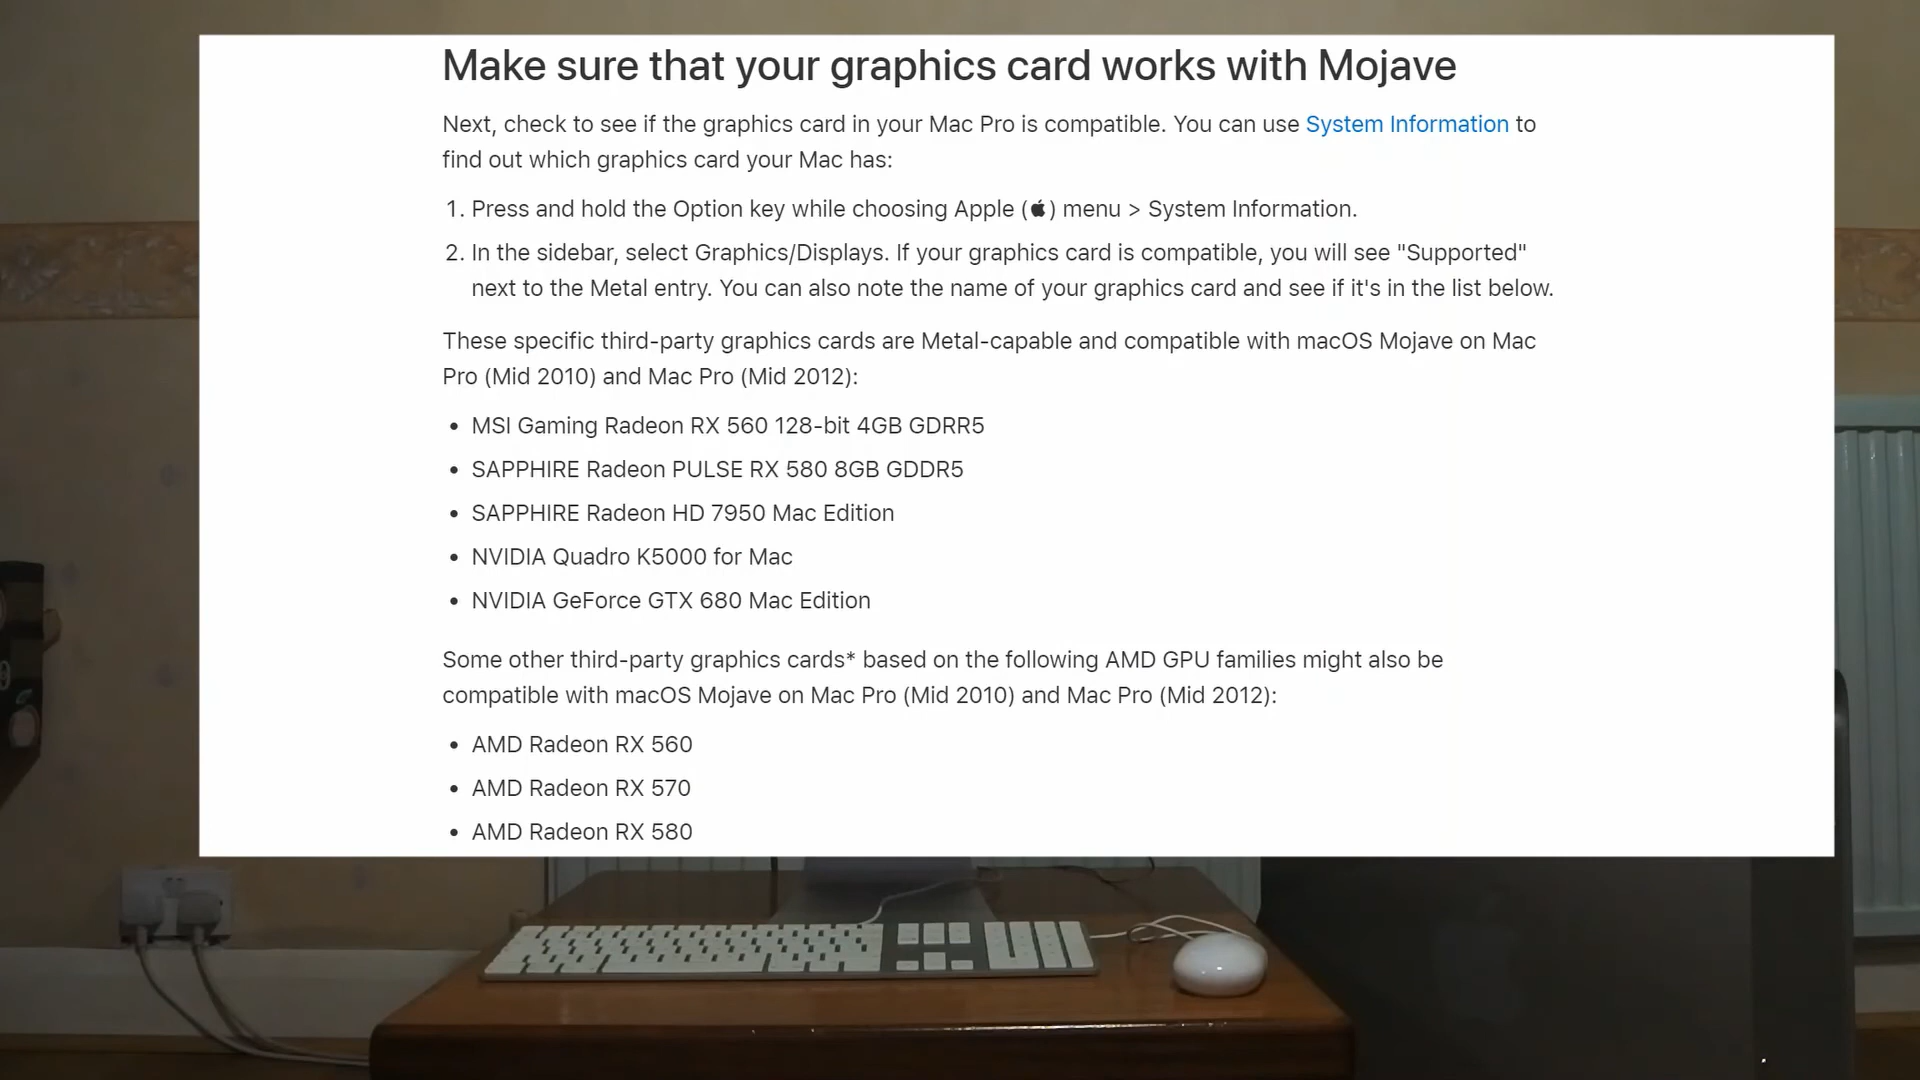 Make sure that your graphics card works with Mojave
Next, check to see if the graphics card in your Mac Pro is compatible. You can use System Information to
find out which graphics card your Mac has:
1. Press and hold the Option key while choosing Apple () menu > System Information.
2. In the sidebar, select Graphics/Displays. If your graphics card is compatible, you will see "Supported"
next to the Metal entry. You can also note the name of your graphics card and see if it's in the list below.
These specific third-party graphics cards are Metal-capable and compatible with macOS Mojave on Mac
Pro (Mid 2010) and Mac Pro (Mid 2012):
• MSI Gaming Radeon RX 560 128-bit 4GB GDRR5
• SAPPHIRE Radeon PULSE RX 580 8GB GDDR5
• SAPPHIRE Radeon HD 7950 Mac Edition
• NVIDIA Quadro K5000 for Mac
• NVIDIA GeForce GTX 680 Mac Edition
Some other third-party graphics cards* based on the following AMD GPU families might also be
compatible with macOS Mojave on Mac Pro (Mid 2010) and Mac Pro (Mid 2012):
• AMD Radeon RX 560
• AMD Radeon RX 570
• AMD Radeon RX 580